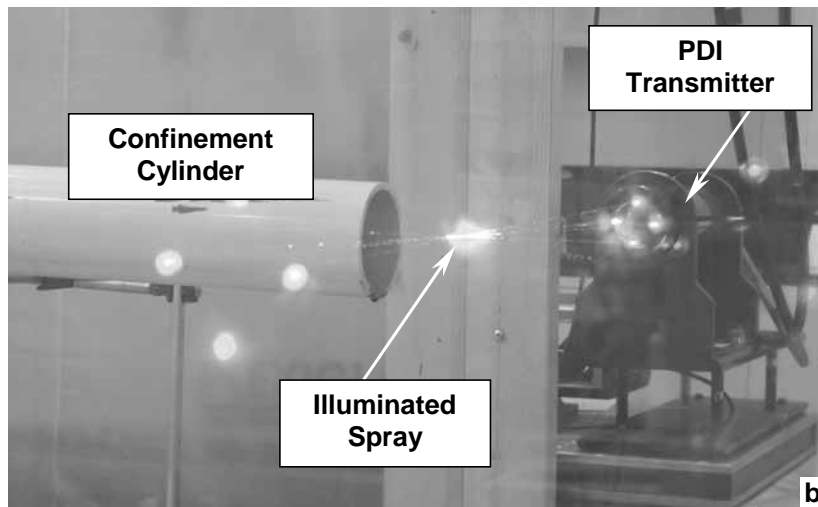 PDI
Transmitter
Confinement
Cylinder
Illuminated
Spray
b